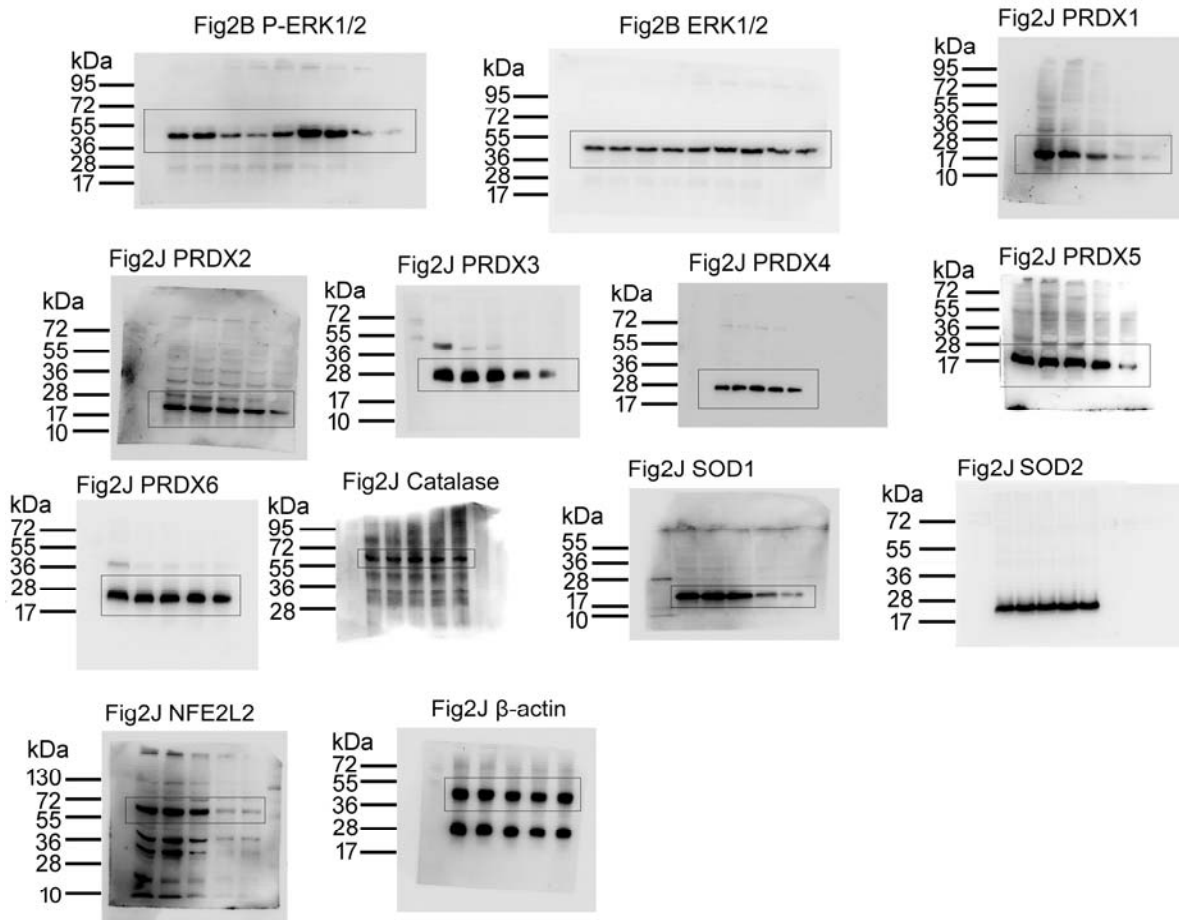 Fig2B P-ERK1/2
kDa
95
72
55
36
28
17
Fig2B ERK1/2
kDa
95
72
55
36
28
17
Fig2J PRDX1
kDa
95
72
55
36
28
17
10
Fig2J PRDX2
kDa
72
55
36
28
17
10
Fig2J PRDX3
kDa
72
55
36
28
17
10
Fig2J PRDX4
kDa
72
55
36
28
17
Fig2J PRDX5
kDa
72
55
36
28
17
Fig2J PRDX6
kDa
72
55
36
28
17
Fig2J Catalase
kDa
95
72
55
36
28
Fig2J SOD1
kDa
55
36
28
17
10
Fig2J SOD2
kDa
72
55
36
28
17
Fig2J NFE2L2
kDa
130
72
55
36
28
10
Fig2J β-actin
kDa
72
55
36
28
17